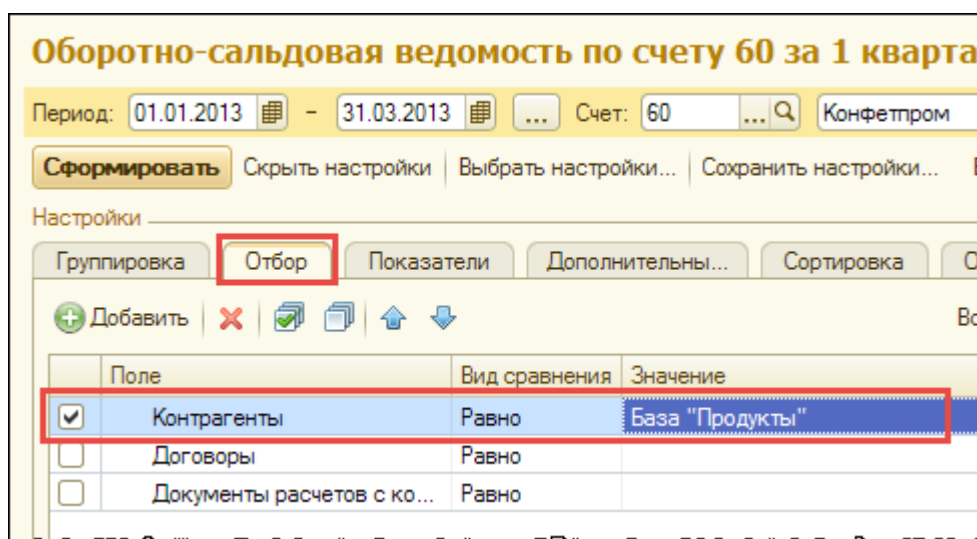 Оборотно-сальдовая ведомость по счету 60 за 1 кварта
Период: 01.01.2013 – 31.03.2013 ... Счет: 60 ... Конфетпром
Сформировать Скрыть настройки Выбрать настройки... Сохранить настройки...
Настройки
Группировка Отбор Показатели Дополнительны... Сортировка
Добавить
Поле Вид сравнения Значение
Контрагенты Равно База "Продукты"
Договоры Равно
Документы расчетов с ко... Равно